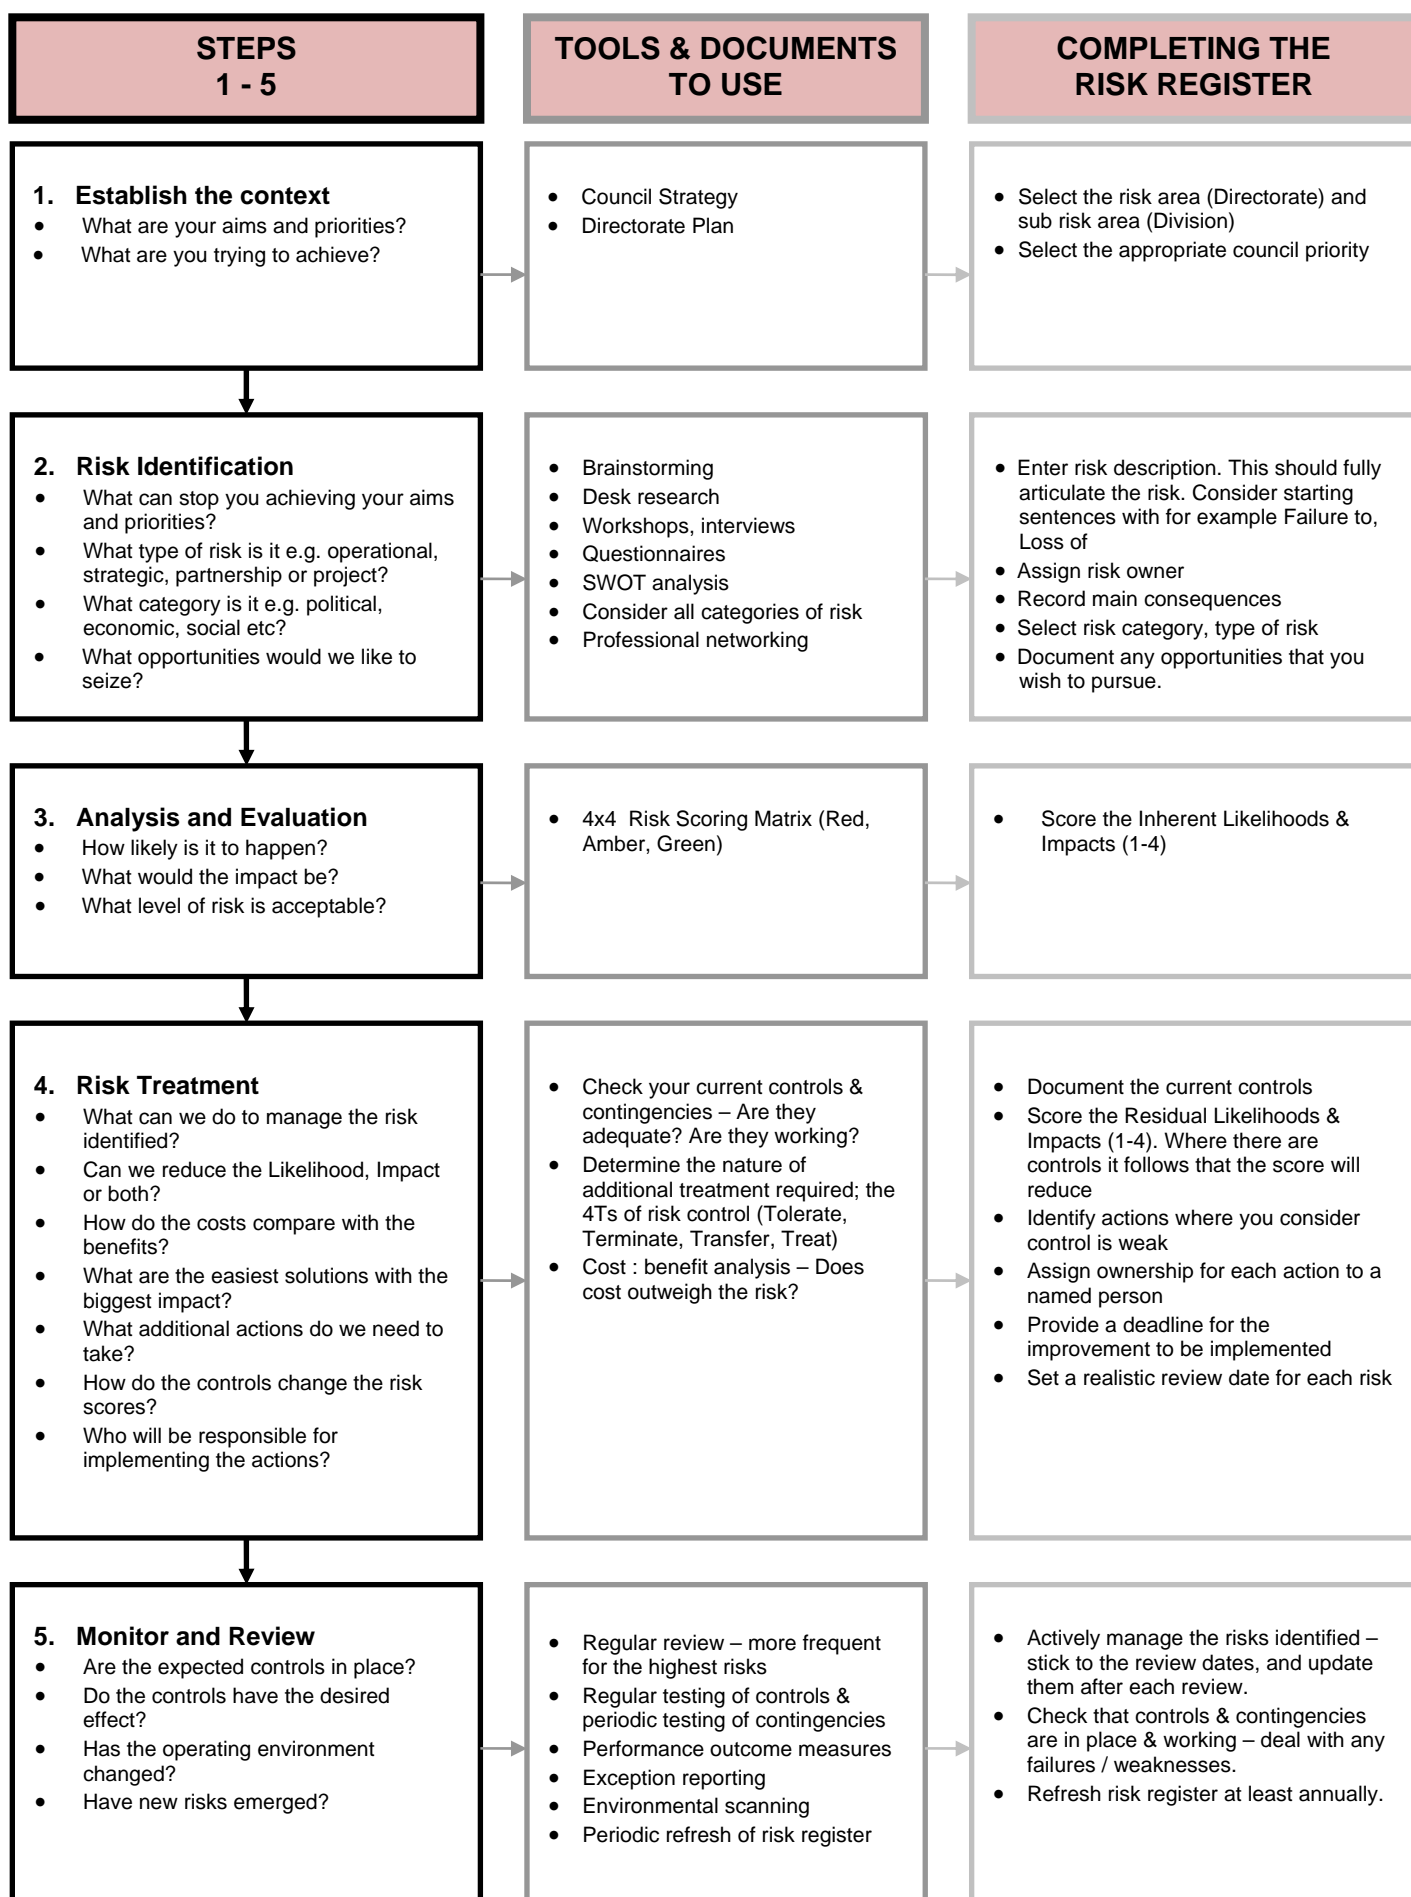 STEPS
1 - 5
TOOLS & DOCUMENTS
TO USE
COMPLETING THE
RISK REGISTER
1. Establish the context
• What are your aims and priorities?
• What are you trying to achieve?
• Council Strategy
• Directorate Plan
• Select the risk area (Directorate) and
sub risk area (Division)
• Select the appropriate council priority
2. Risk Identification
• What can stop you achieving your aims
and priorities?
• What type of risk is it e.g. operational,
strategic, partnership or project?
• What category is it e.g. political,
economic, social etc?
• What opportunities would we like to
seize?
• Brainstorming
• Desk research
• Workshops, interviews
• Questionnaires
• SWOT analysis
• Consider all categories of risk
• Professional networking
• Enter risk description. This should fully
articulate the risk. Consider starting
sentences with for example Failure to,
Loss of
• Assign risk owner
• Record main consequences
• Select risk category, type of risk
• Document any opportunities that you
wish to pursue.
3. Analysis and Evaluation
• How likely is it to happen?
• What would the impact be?
• What level of risk is acceptable?
• 4x4 Risk Scoring Matrix (Red,
Amber, Green)
• Score the Inherent Likelihoods &
Impacts (1-4)
4. Risk Treatment
• What can we do to manage the risk
identified?
• Can we reduce the Likelihood, Impact
or both?
• How do the costs compare with the
benefits?
• What are the easiest solutions with the
biggest impact?
• What additional actions do we need to
take?
• How do the controls change the risk
scores?
• Who will be responsible for
implementing the actions?
• Check your current controls &
contingencies – Are they
adequate? Are they working?
• Determine the nature of
additional treatment required; the
4Ts of risk control (Tolerate,
Terminate, Transfer, Treat)
• Cost : benefit analysis – Does
cost outweigh the risk?
• Document the current controls
• Score the Residual Likelihoods &
Impacts (1-4). Where there are
controls it follows that the score will
reduce
• Identify actions where you consider
control is weak
• Assign ownership for each action to a
named person
• Provide a deadline for the
improvement to be implemented
• Set a realistic review date for each risk
5. Monitor and Review
• Are the expected controls in place?
• Do the controls have the desired
effect?
• Has the operating environment
changed?
• Have new risks emerged?
• Regular review – more frequent
for the highest risks
• Regular testing of controls &
periodic testing of contingencies
• Performance outcome measures
• Exception reporting
• Environmental scanning
• Periodic refresh of risk register
• Actively manage the risks identified –
stick to the review dates, and update
them after each review.
• Check that controls & contingencies
are in place & working – deal with any
failures / weaknesses.
• Refresh risk register at least annually.